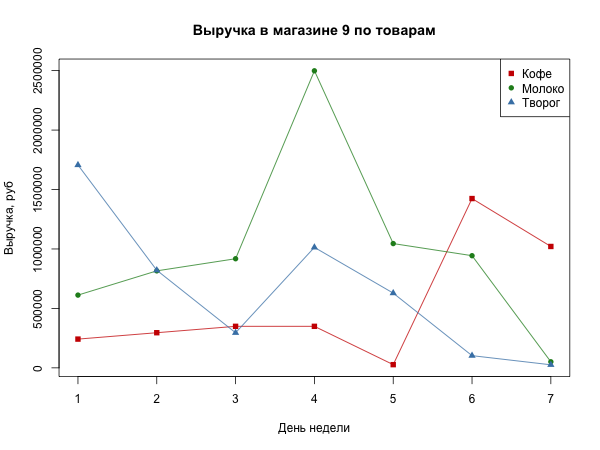 Выручка в магазине 9 по товарам
Кофе
Молоко
Творог
Выручка, руб
2500000
2000000
1500000
1000000
500000
0
1 2 3 4 5 6 7
День недели